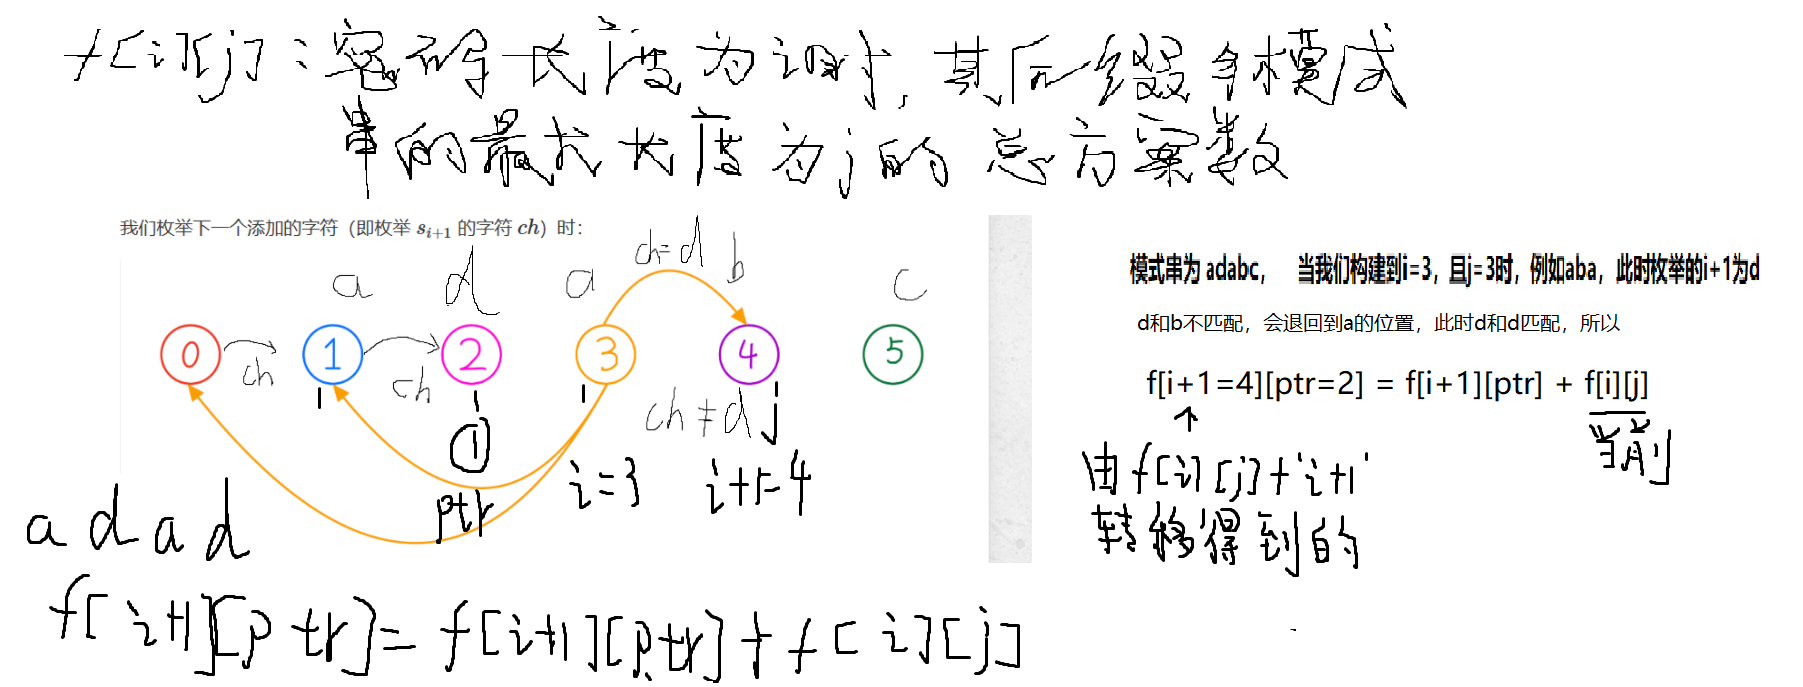 f[i][j]：密码长度为i时，其后缀与模式
串的最大长度为j的总方案数
我们枚举下一个添加的字符（即枚举 s_{i+1} 的字符 ch）时：
ch=d
a d a b c
0 1 2 3 4 5
ch ch
ch≠d j
①
ptr
i=3 i+1=4
a d a d
f[i+1][ptr]=f[i+1][ptr]+f[i][j]
模式串为 adabc， 当我们构建到i=3，且j=3时，例如aba，此时枚举的i+1为d
d和b不匹配，会退回到a的位置，此时d和d匹配，所以
f[i+1=4][ptr=2] = f[i+1][ptr] + f[i][j]
当前
由f[i][j]+'i+1'
转移得到的